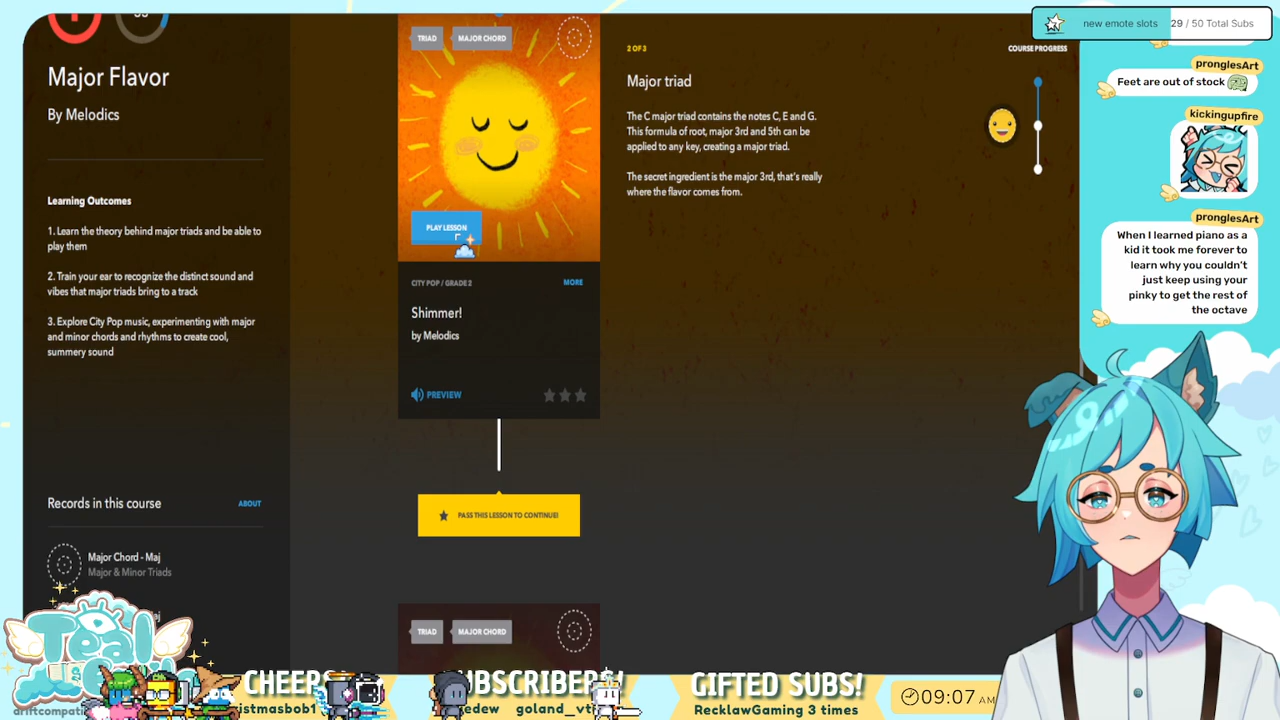 Major Flavor
By Melodics
Learning Outcomes
1. Learn the theory behind major triads and be able to
play them
2. Train your ear to recognize the distinct sound and
vibes that major triads bring to a track
3. Explore City Pop music, experimenting with major
and minor chords and rhythms to create cool,
summery sound
Records in this course
ABOUT
Major Chord - Maj
Major & Minor Triads
TRIAD
MAJOR CHORD
PLAY LESSON
CITY POP / GRADE 2
MORE
Shimmer!
by Melodics
PREVIEW
PASS THIS LESSON TO CONTINUE!
TRIAD
MAJOR CHORD
2 OF 3
COURSE PROGRESS
Major triad
The C major triad contains the notes C, E and G.
This formula of root, major 3rd and 5th can be
applied to any key, creating a major triad.
The secret ingredient is the major 3rd, that's really
where the flavor comes from.
new emote slots
29 / 50 Total Subs
pronglesArt
Feet are out of stock
kickingupfire
pronglesArt
When I learned piano as a
kid it took me forever to
learn why you couldn't
just keep using your
pinky to get the rest of
the octave
Teal
CHEERS!
istmasbob1
UBSCRIBERS!
edew goland_vt
GIFTED SUBS!
RecklawGaming 3 times
09:07 AM